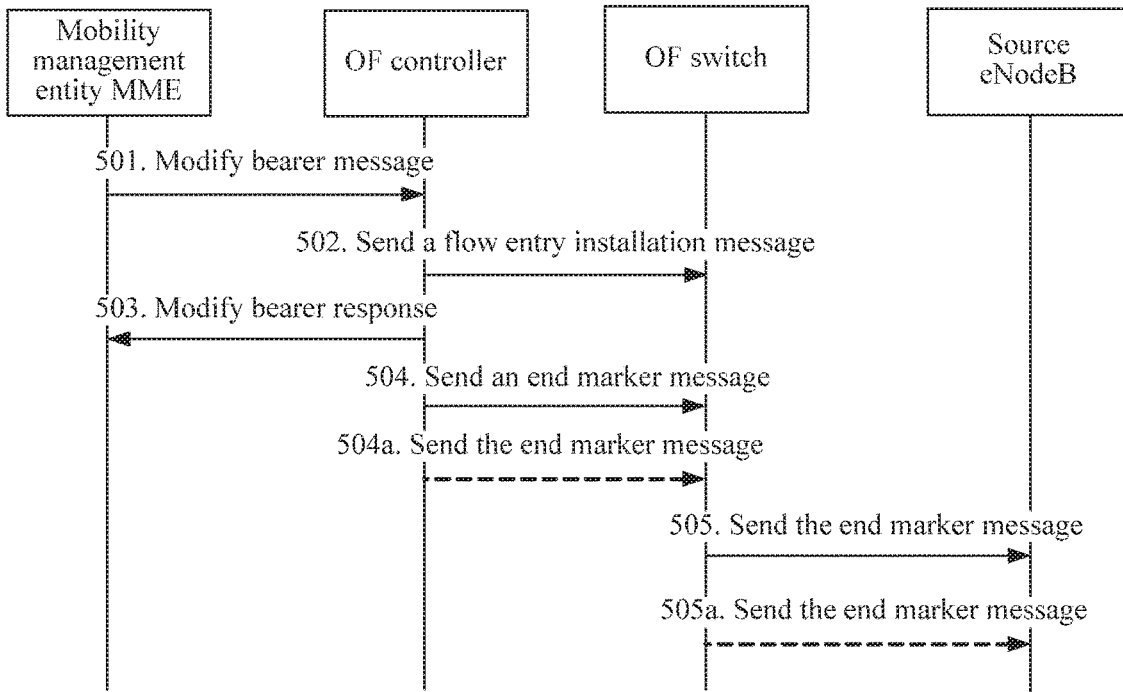 Mobility
management
entity MME
OF controller
OF switch
Source
eNodeB
501. Modify bearer message
502. Send a flow entry installation message
503. Modify bearer response
504. Send an end marker message
504a. Send the end marker message
505. Send the end marker message
505a. Send the end marker message